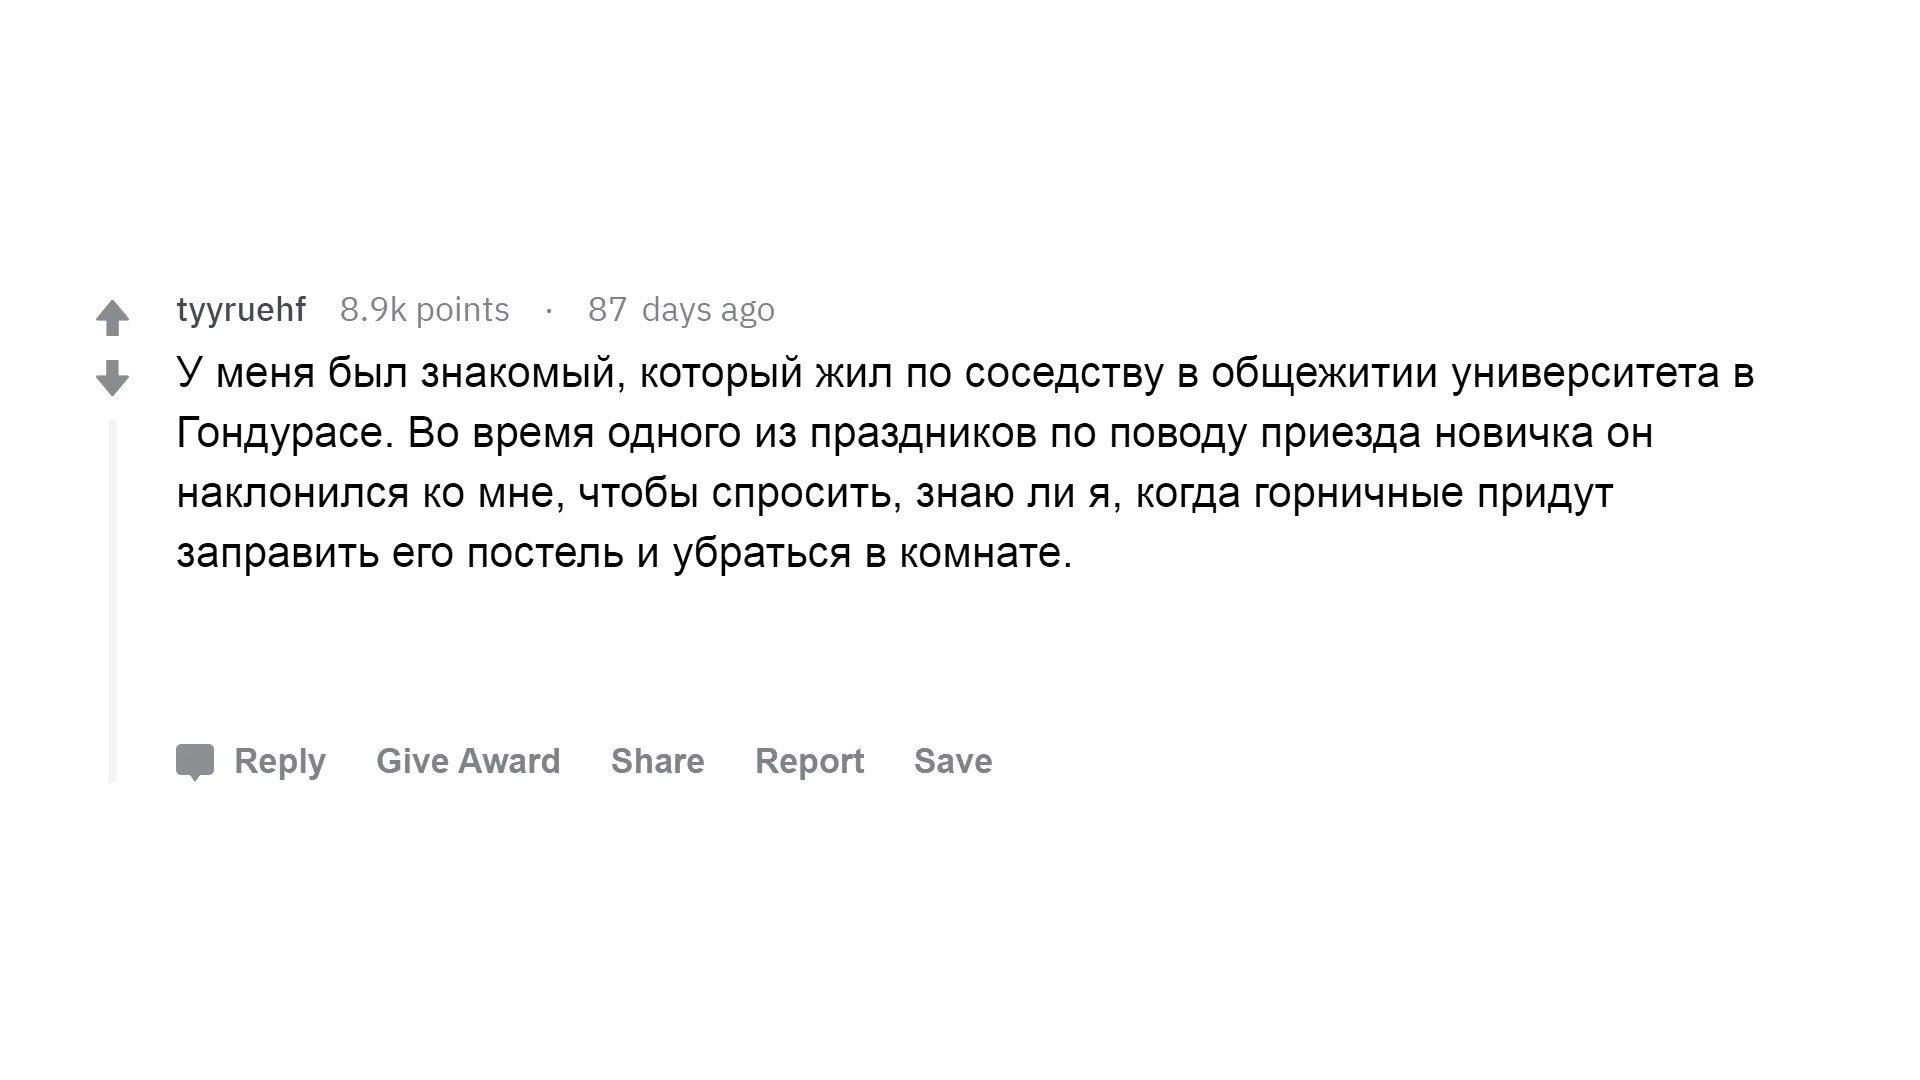 tyyruehf 8.9k points · 87 days ago
У меня был знакомый, который жил по соседству в общежитии университета в
Гондурасе. Во время одного из праздников по поводу приезда новичка он
наклонился ко мне, чтобы спросить, знаю ли я, когда горничные придут
заправить его постель и убраться в комнате.
Reply Give Award Share Report Save